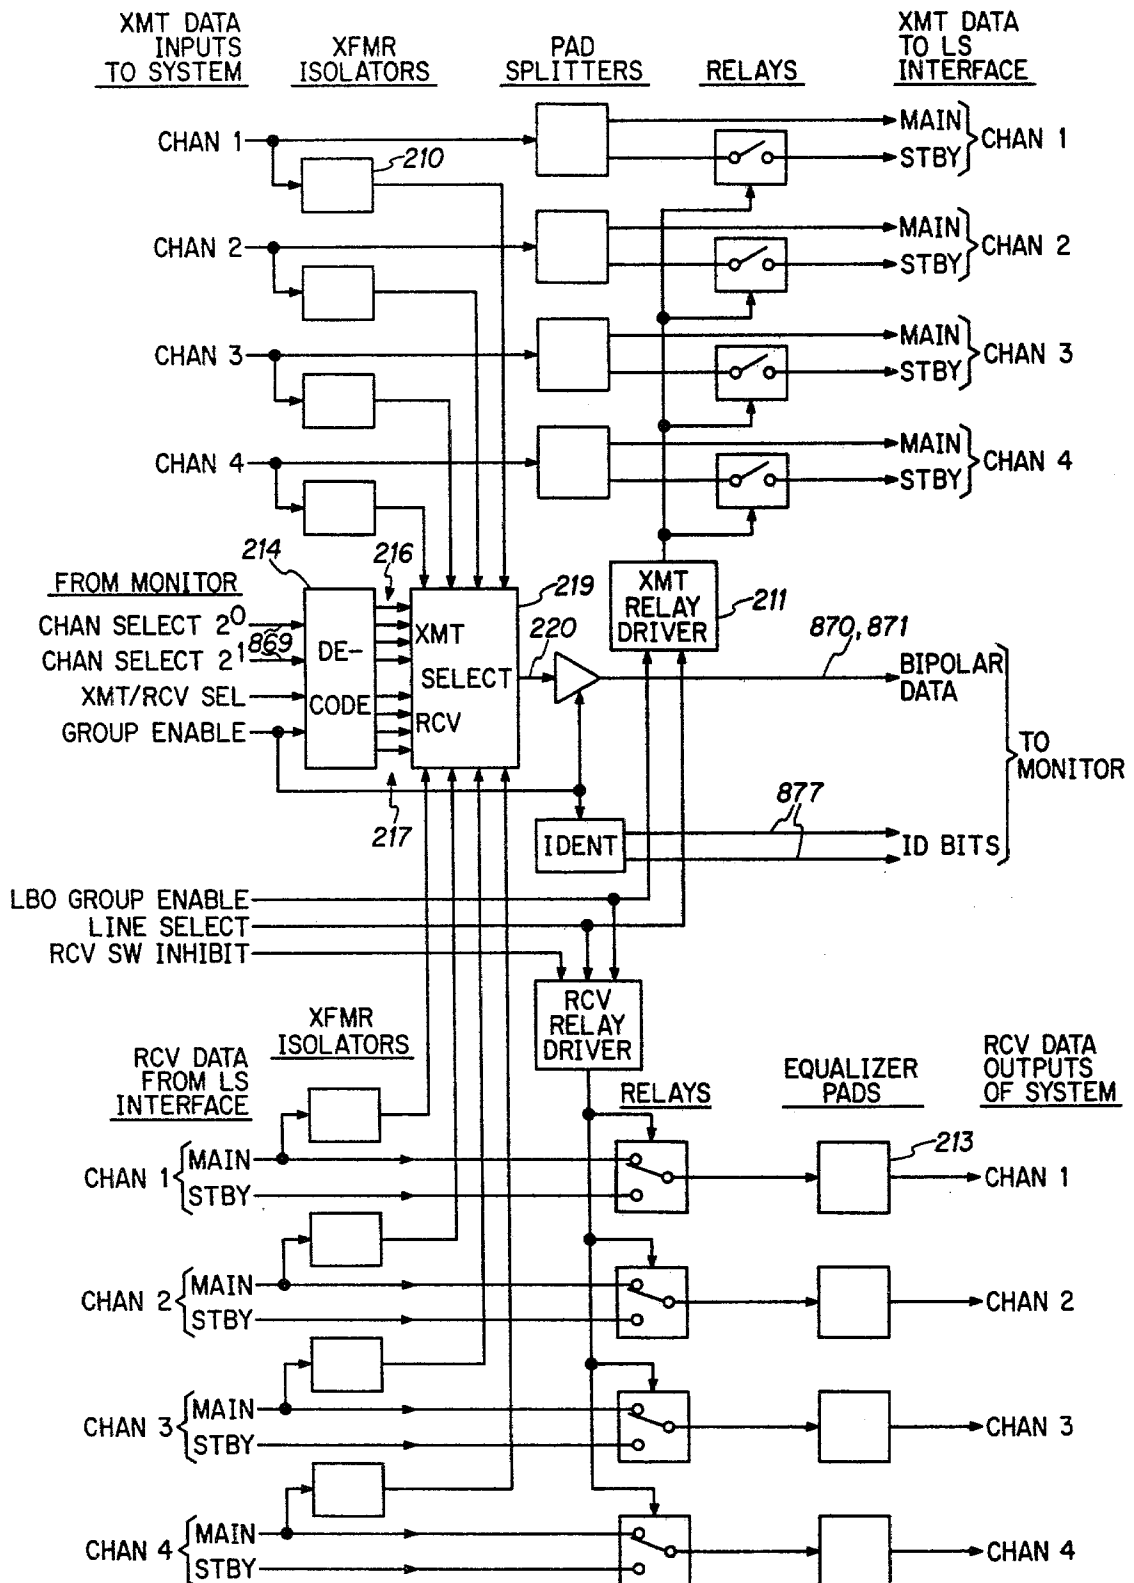 XMT DATA
INPUTS
TO SYSTEM
XFMR
ISOLATORS
PAD
SPLITTERS
RELAYS
XMT DATA
TO LS
INTERFACE
CHAN 1
210
MAIN
STBY
CHAN 1
CHAN 2
MAIN
STBY
CHAN 2
CHAN 3
MAIN
STBY
CHAN 3
CHAN 4
MAIN
STBY
CHAN 4
FROM MONITOR
CHAN SELECT 2⁰
869
CHAN SELECT 2¹
XMT/RCV SEL
GROUP ENABLE
214
DE-
CODE
216
217
XMT
SELECT
RCV
219
220
XMT
RELAY
DRIVER
211
870, 871
BIPOLAR
DATA
IDENT
877
ID BITS
TO
MONITOR
LBO GROUP ENABLE
LINE SELECT
RCV SW INHIBIT
RCV
RELAY
DRIVER
RCV DATA
FROM LS
INTERFACE
XFMR
ISOLATORS
RELAYS
EQUALIZER
PADS
RCV DATA
OUTPUTS
OF SYSTEM
CHAN 1
MAIN
STBY
213
CHAN 1
CHAN 2
MAIN
STBY
CHAN 2
CHAN 3
MAIN
STBY
CHAN 3
CHAN 4
MAIN
STBY
CHAN 4